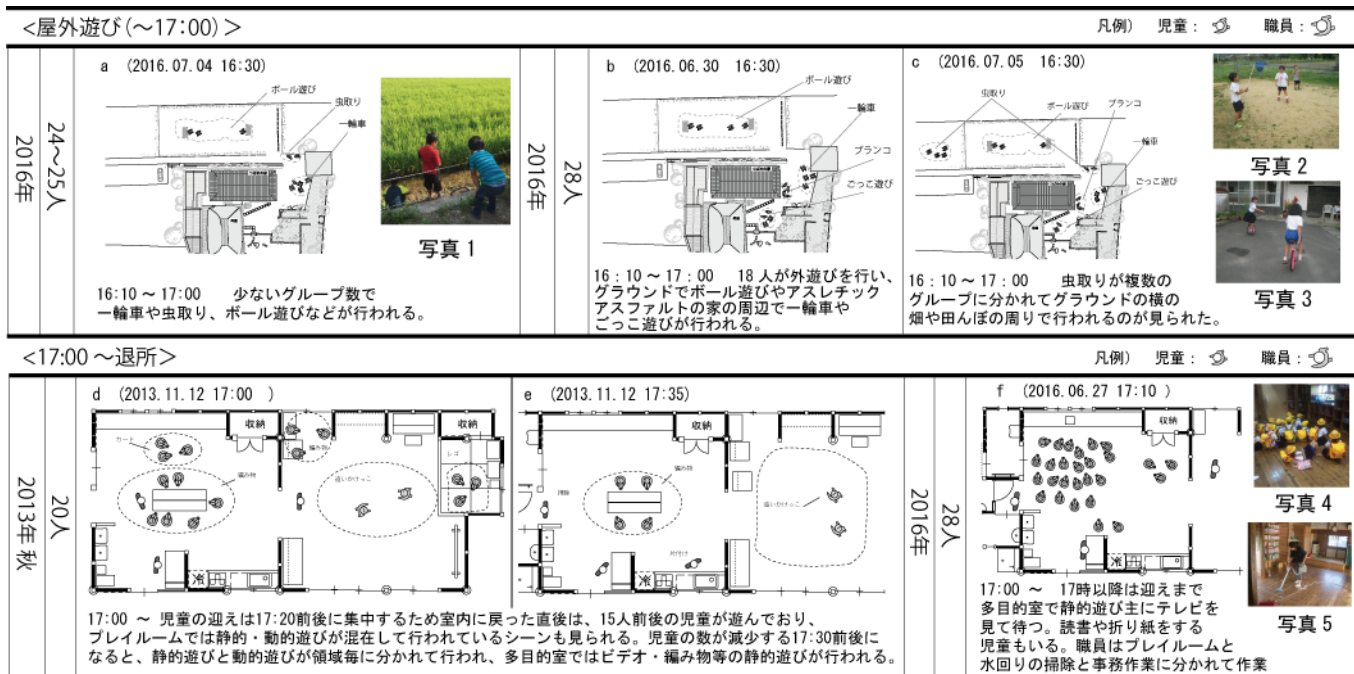 <屋外遊び(～17:00)>
凡例) 児童: 職員:
2016年
24～25人
a (2016.07.04 16:30)
ボール遊び
虫取り
一輪車
写真1
16:10 ～ 17:00 少ないグループ数で
一輪車や虫取り、ボール遊びなどが行われる。
2016年
28人
b (2016.06.30 16:30)
ボール遊び
一輪車
ブランコ
ごっこ遊び
16:10 ～ 17:00 18人が外遊びを行い、
グラウンドでボール遊びやアスレチック
アスファルトの家の周辺で一輪車や
ごっこ遊びが行われる。
c (2016.07.05 16:30)
虫取り
ボール遊び
ブランコ
一輪車
ごっこ遊び
16:10 ～ 17:00 虫取りが複数の
グループに分かれてグラウンドの横の
畑や田んぼの周りで行われるのが見られた。
写真2
写真3
<17:00 ～退所>
凡例) 児童: 職員:
2013年 秋
20人
d (2013.11.12 17:00 )
カード
編み物
収納
編み物
追いかけっこ
収納
レゴ
冷
e (2013.11.12 17:35)
収納
掃除
編み物
追いかけっこ
片付け
冷
17:00 ～ 児童の迎えは17:20前後に集中するため室内に戻った直後は、15人前後の児童が遊んでおり、
プレイルームでは静的・動的遊びが混在して行われているシーンも見られる。児童の数が減少する17:30前後に
なると、静的遊びと動的遊びが領域毎に分かれて行われ、多目的室ではビデオ・編み物等の静的遊びが行われる。
2016年
28人
f (2016.06.27 17:10 )
収納
冷
17:00 ～ 17時以降は迎えまで
多目的室で静的遊び主にテレビを
見て待つ。読書や折り紙をする
児童もいる。職員はプレイルームと
水回りの掃除と事務作業に分かれて作業
写真4
写真5